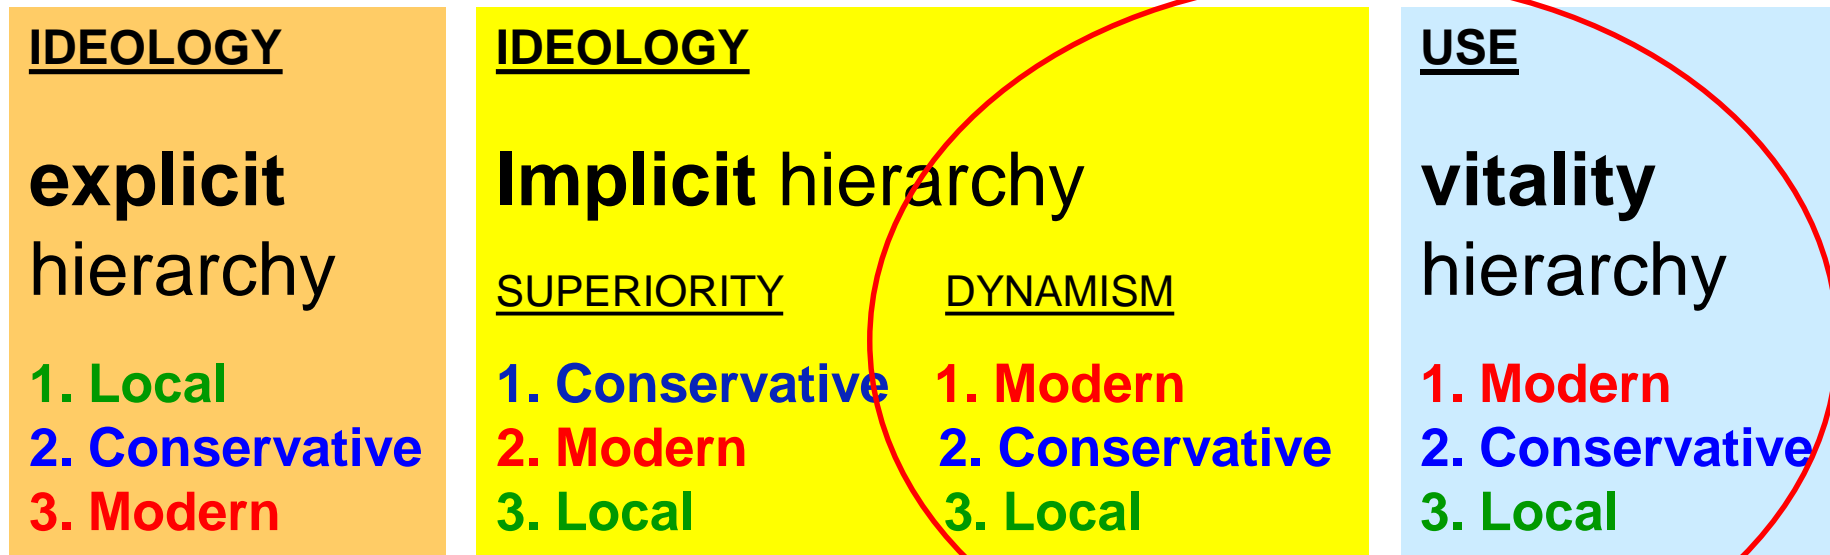 IDEOLOGY
explicit
hierarchy
1. Local
2. Conservative
3. Modern
IDEOLOGY
Implicit hierarchy
SUPERIORITY
1. Conservative
2. Modern
3. Local
DYNAMISM
1. Modern
2. Conservative
3. Local
USE
vitality
hierarchy
1. Modern
2. Conservative
3. Local